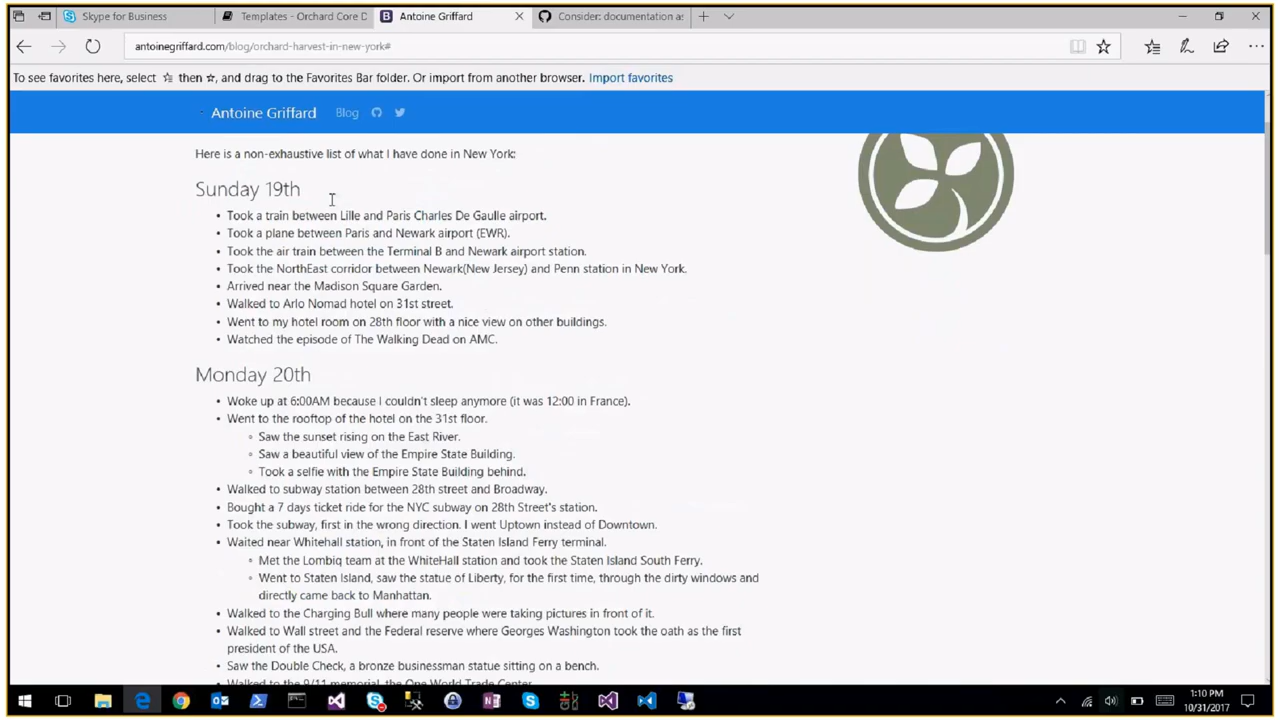 Skype for Business
Templates - Orchard Core D
Antoine Griffard
Consider: documentation as
antoinegriffard.com/blog/orchard-harvest-in-new-york#
To see favorites here, select then ☆, and drag to the Favorites Bar folder. Or import from another browser. Import favorites
Antoine Griffard Blog
Here is a non-exhaustive list of what I have done in New York:
Sunday 19th
• Took a train between Lille and Paris Charles De Gaulle airport.
• Took a plane between Paris and Newark airport (EWR).
• Took the air train between the Terminal B and Newark airport station.
• Took the NorthEast corridor between Newark(New Jersey) and Penn station in New York.
• Arrived near the Madison Square Garden.
• Walked to Arlo Nomad hotel on 31st street.
• Went to my hotel room on 28th floor with a nice view on other buildings.
• Watched the episode of The Walking Dead on AMC.
Monday 20th
• Woke up at 6:00AM because I couldn't sleep anymore (it was 12:00 in France).
• Went to the rooftop of the hotel on the 31st floor.
◦ Saw the sunset rising on the East River.
◦ Saw a beautiful view of the Empire State Building.
◦ Took a selfie with the Empire State Building behind.
• Walked to subway station between 28th street and Broadway.
• Bought a 7 days ticket ride for the NYC subway on 28th Street's station.
• Took the subway, first in the wrong direction. I went Uptown instead of Downtown.
• Waited near Whitehall station, in front of the Staten Island Ferry terminal.
◦ Met the Lombiq team at the WhiteHall station and took the Staten Island South Ferry.
◦ Went to Staten Island, saw the statue of Liberty, for the first time, through the dirty windows and
directly came back to Manhattan.
• Walked to the Charging Bull where many people were taking pictures in front of it.
• Walked to Wall street and the Federal reserve where Georges Washington took the oath as the first
president of the USA.
• Saw the Double Check, a bronze businessman statue sitting on a bench.
• Walked to the 9/11 memorial, the One World Trade Center.
1:10 PM
10/31/2017